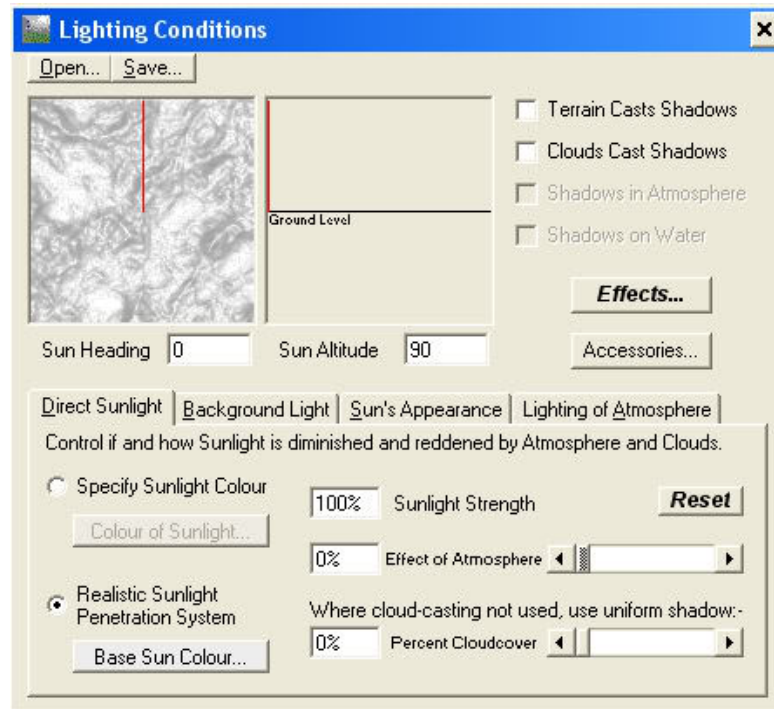 Lighting Conditions
Open... Save...
Terrain Casts Shadows
Clouds Cast Shadows
Shadows in Atmosphere
Shadows on Water
Ground Level
Effects...
Sun Heading 0 Sun Altitude 90 Accessories...
Direct Sunlight Background Light Sun's Appearance Lighting of Atmosphere
Control if and how Sunlight is diminished and reddened by Atmosphere and Clouds.
Specify Sunlight Colour
Colour of Sunlight...
100% Sunlight Strength Reset
0% Effect of Atmosphere
Realistic Sunlight
Penetration System
Base Sun Colour...
Where cloud-casting not used, use uniform shadow:-
0% Percent Cloudcover